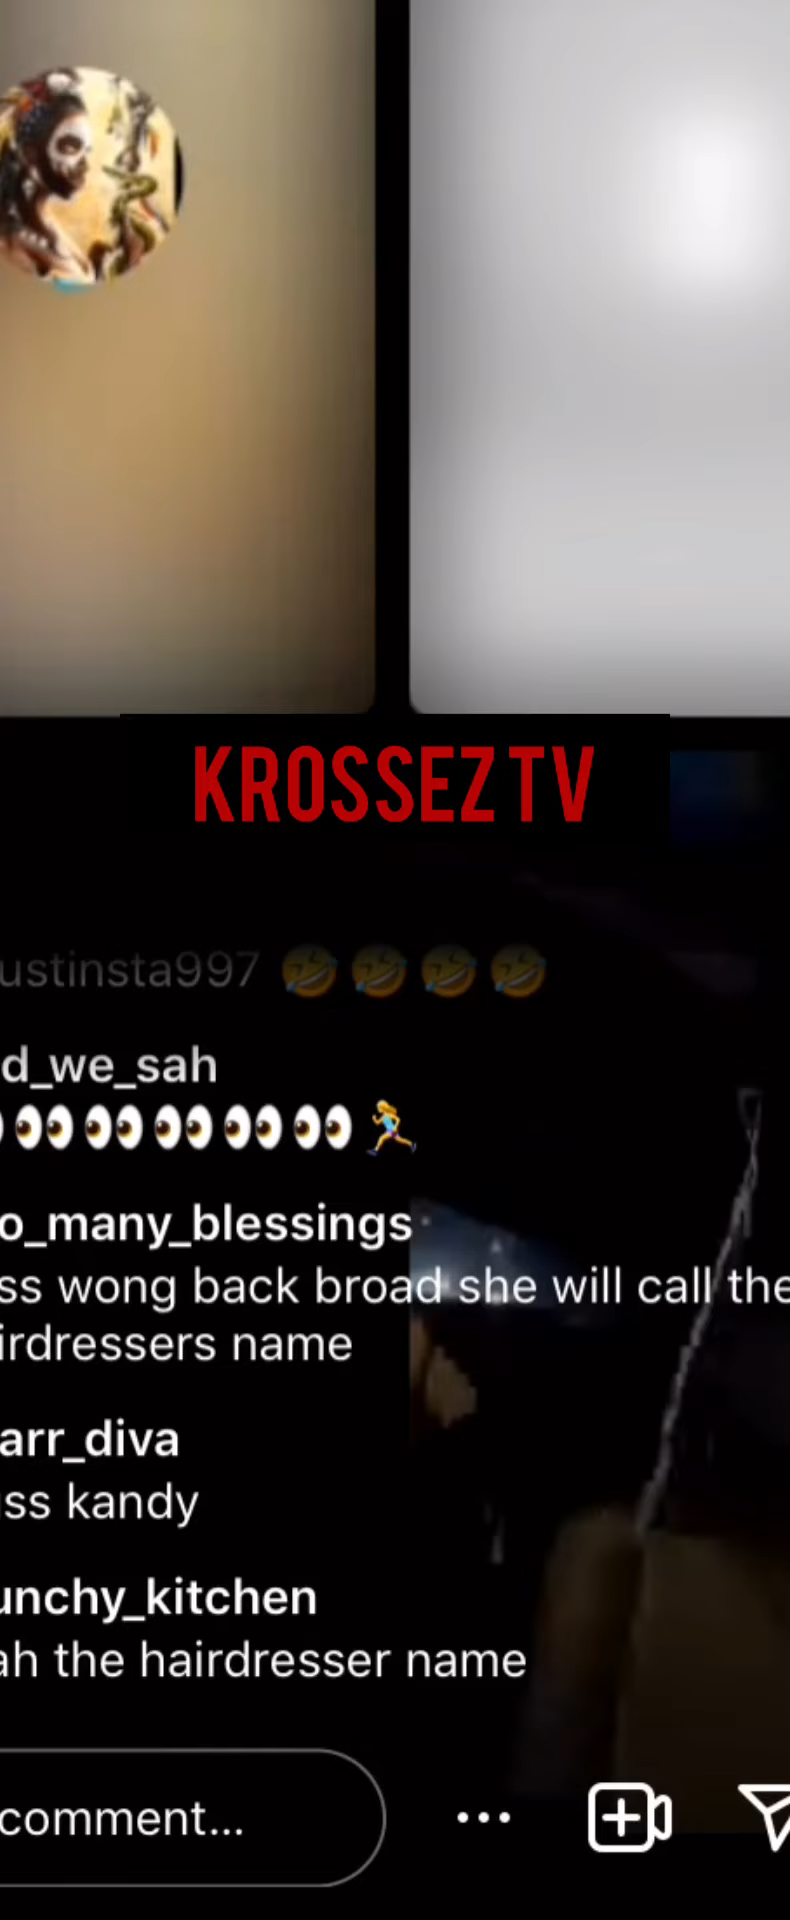 KROSSEZ TV
ustinsta997 🤣🤣🤣🤣
d_we_sah
👀👀👀👀👀🏃‍♀️
o_many_blessings
ss wong back broad she will call the
irdressers name
arr_diva
ss kandy
unchy_kitchen
ah the hairdresser name
comment...